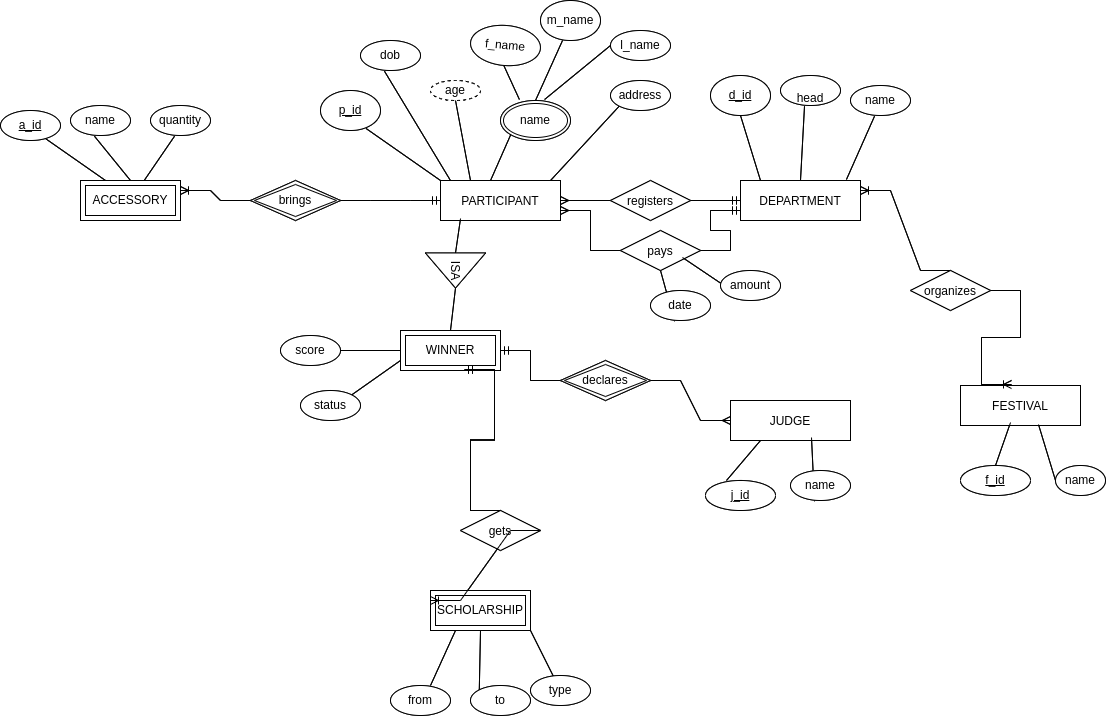 m_name
f_name
l_name
dob
age
address
p_id
name
d_id
head
name
a_id
name
quantity
ACCESSORY
brings
PARTICIPANT
registers
DEPARTMENT
pays
ISA
amount
date
organizes
score
WINNER
declares
status
JUDGE
FESTIVAL
j_id
name
f_id
name
gets
SCHOLARSHIP
from
to
type